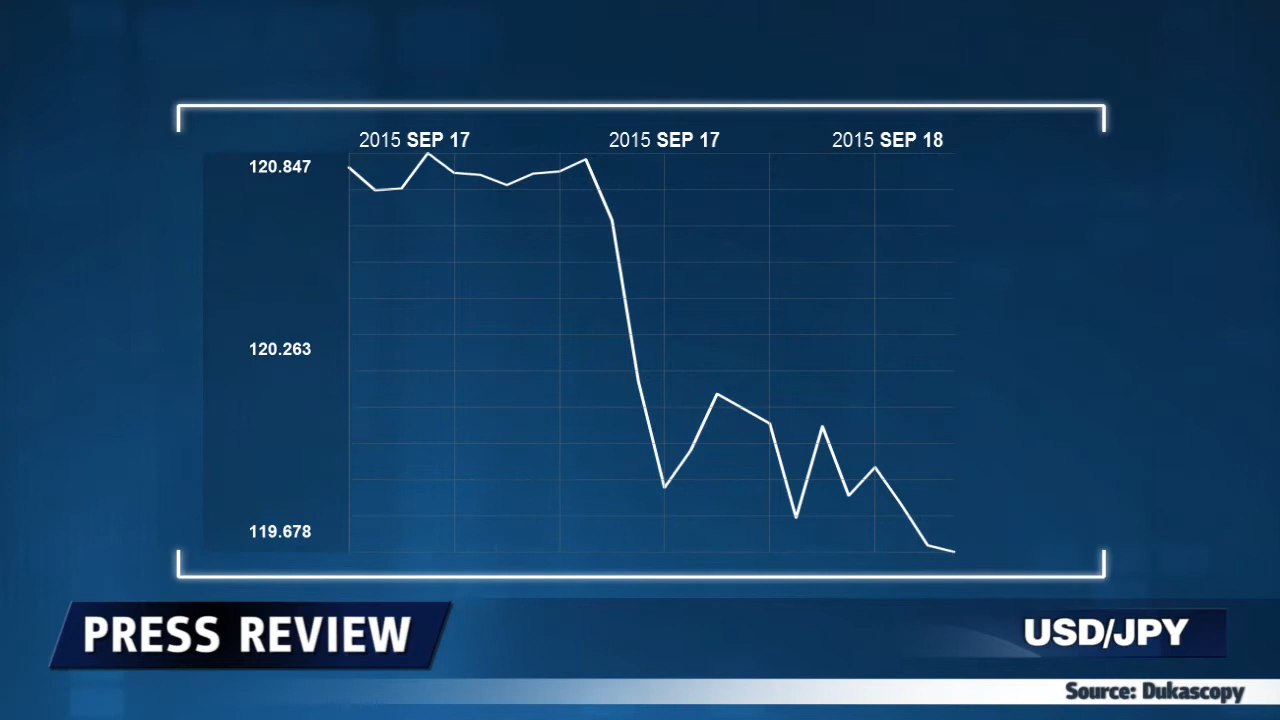 2015 SEP 17
2015 SEP 17
2015 SEP 18
120.847
120.263
119.678
PRESS REVIEW
USD/JPY
Source: Dukascopy